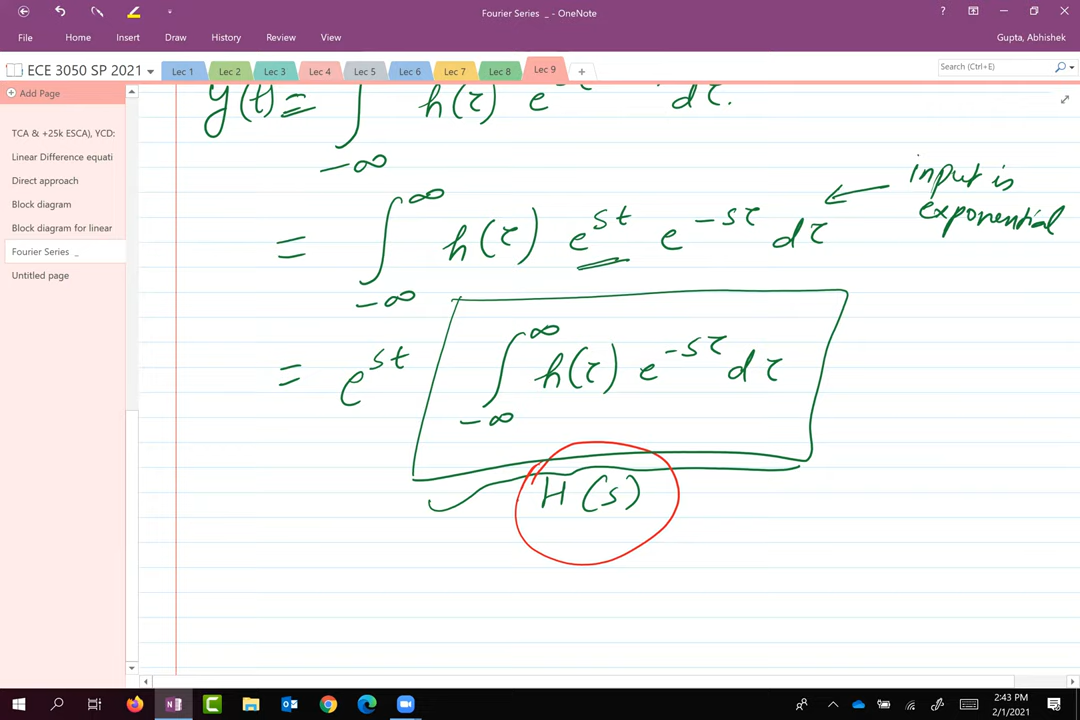 Fourier Series _ - OneNote
?
File Home Insert Draw History Review View
Gupta, Abhishek
ECE 3050 SP 2021
Lec 1 Lec 2 Lec 3 Lec 4 Lec 5 Lec 6 Lec 7 Lec 8 Lec 9 +
Search (Ctrl+E)
Add Page
TCA & +25k ESCA), YCD:
Linear Difference equati
Direct approach
Block diagram
Block diagram for linear
Fourier Series _
Untitled page
y(t) = ∫_{-∞} h(τ) e dτ.
input is
exponential
= ∫_{-∞}^{∞} h(τ) e^{st} e^{-sτ} dτ
= e^{st} ∫_{-∞}^{∞} h(τ) e^{-sτ} dτ
H(s)
2:43 PM
2/1/2021